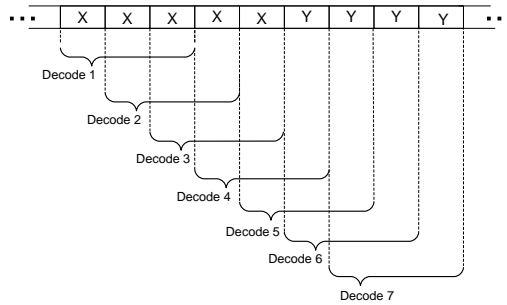 ... X X X X X Y Y Y Y ...
Decode 1
Decode 2
Decode 3
Decode 4
Decode 5
Decode 6
Decode 7